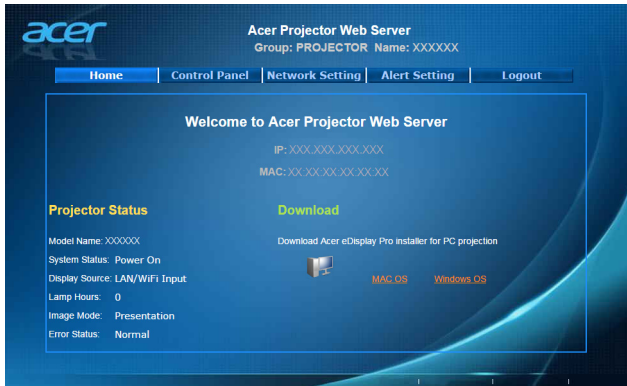 acer
Acer Projector Web Server
Group: PROJECTOR Name: XXXXXX
Home Control Panel Network Setting Alert Setting Logout
Welcome to Acer Projector Web Server
IP: XXX.XXX.XXX.XXX
MAC: XX:XX:XX:XX:XX:XX
Projector Status
Model Name: XXXXXX
System Status: Power On
Display Source: LAN/WiFi Input
Lamp Hours: 0
Image Mode: Presentation
Error Status: Normal
Download
Download Acer eDisplay Pro installer for PC projection
MAC OS Windows OS